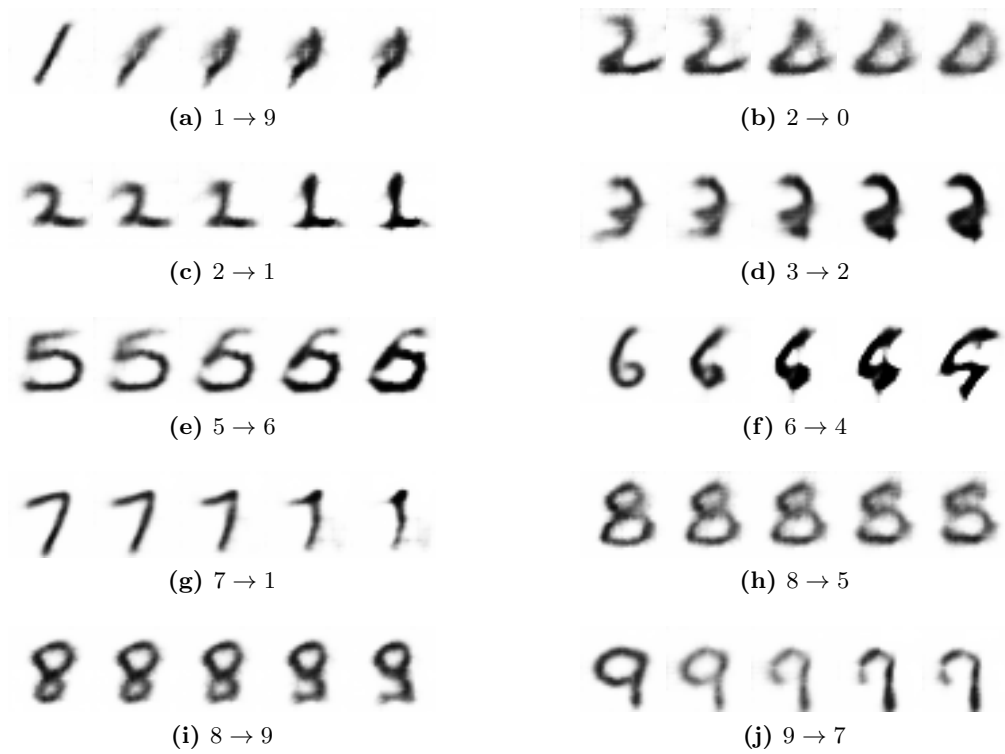 (a) 1 → 9
(b) 2 → 0
(c) 2 → 1
(d) 3 → 2
(e) 5 → 6
(f) 6 → 4
(g) 7 → 1
(h) 8 → 5
(i) 8 → 9
(j) 9 → 7